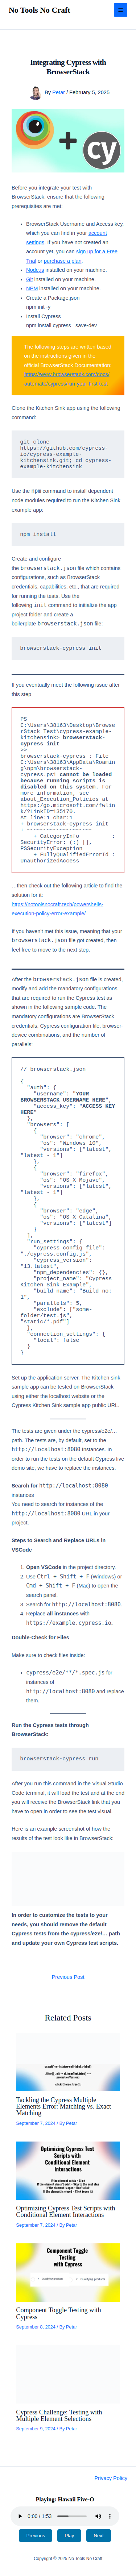 No Tools No Craft
Integrating Cypress with
BrowserStack
By Petar / February 5, 2025
cy
Before you integrate your test with
BrowserStack, ensure that the following
prerequisites are met:
BrowserStack Username and Access key,
which you can find in your account
settings. If you have not created an
account yet, you can sign up for a Free
Trial or purchase a plan.
Node.js installed on your machine.
Git installed on your machine.
NPM installed on your machine.
Create a Package.json
npm init -y
Install Cypress
npm install cypress –save-dev
The following steps are written based
on the instructions given in the
official BrowserStack Documentation:
https://www.browserstack.com/docs/
automate/cypress/run-your-first-test
Clone the Kitchen Sink app using the following
command:
git clone
https://github.com/cypress-
io/cypress-example-
kitchensink.git; cd cypress-
example-kitchensink
Use the npm command to install dependent
node modules required to run the Kitchen Sink
example app:
npm install
Create and configure
the browserstack.json file which contains
configurations, such as BrowserStack
credentials, capabilities, etc., that are required
for running the tests. Use the
following init command to initialize the app
project folder and create a
boilerplate browserstack.json file:
browserstack-cypress init
If you eventually meet the following issue after
this step
PS
C:\Users\38163\Desktop\Browse
rStack Test\cypress-example-
kitchensink> browserstack-
cypress init
>>
browserstack-cypress : File
C:\Users\38163\AppData\Roamin
g\npm\browserstack-
cypress.ps1 cannot be loaded
because running scripts is
disabled on this system. For
more information, see
about_Execution_Policies at
https:/go.microsoft.com/fwlin
k/?LinkID=135170.
At line:1 char:1
+ browserstack-cypress init
+ ~~~~~~~~~~~~~~~~~~~~
+ CategoryInfo :
SecurityError: (:) [],
PSSecurityException
+ FullyQualifiedErrorId :
UnauthorizedAccess
…then check out the following article to find the
solution for it:
https://notoolsnocraft.tech/powershells-
execution-policy-error-example/
If you haven't met this issue, meaning that you
have browserstack.json file opened, then
feel free to move to the next step.
After the browserstack.json file is created,
modify and add the mandatory configurations
that are required to run your Cypress test as
shown in the following sample code. The
mandatory configurations are BrowserStack
credentials, Cypress configuration file, browser-
device combinations, and the number of
parallels:
// browserstack.json
{
"auth": {
"username": "YOUR
BROWSERSTACK USERNAME HERE",
"access_key": "ACCESS KEY
HERE"
},
"browsers": [
{
"browser": "chrome",
"os": "Windows 10",
"versions": ["latest",
"latest - 1"]
},
{
"browser": "firefox",
"os": "OS X Mojave",
"versions": ["latest",
"latest - 1"]
},
{
"browser": "edge",
"os": "OS X Catalina",
"versions": ["latest"]
}
],
"run_settings": {
"cypress_config_file":
"./cypress.config.js",
"cypress_version":
"13.latest",
"npm_dependencies": {},
"project_name": "Cypress
Kitchen Sink Example",
"build_name": "Build no:
1",
"parallels": 5,
"exclude": ["some-
folder/test.js",
"static/*.pdf"]
},
"connection_settings": {
"local": false
}
}
Set up the application server. The Kitchen sink
sample app can be tested on BrowserStack
using either the localhost website or the
Cypress Kitchen Sink sample app public URL.
The tests are given under the cypress/e2e/…
path. The tests are, by default, set to the
http://localhost:8080 instances. In
order to run the tests on the default Cypress live
demo site, we have to replace the instances.
Search for http://localhost:8080
instances
You need to search for instances of the
http://localhost:8080 URL in your
project.
Steps to Search and Replace URLs in
VSCode
1. Open VSCode in the project directory.
2. Use Ctrl + Shift + F (Windows) or
Cmd + Shift + F (Mac) to open the
search panel.
3. Search for http://localhost:8080.
4. Replace all instances with
https://example.cypress.io.
Double-Check for Files
Make sure to check files inside:
cypress/e2e/**/*.spec.js for
instances of
http://localhost:8080 and replace
them.
Run the Cypress tests through
BrowserStack:
browserstack-cypress run
After you run this command in the Visual Studio
Code terminal, it will load the test and at the end
you will receive the BrowserStack link that you
have to open in order to see the test visual.
Here is an example screenshot of how the
results of the test look like in BrowserStack:
In order to customize the tests to your
needs, you should remove the default
Cypress tests from the cypress/e2e/… path
and update your own Cypress test scripts.
Previous Post
Related Posts
Tackling the Cypress Multiple
Elements Error: Matching vs. Exact
Matching
September 7, 2024 / By Petar
Optimizing Cypress Test
Scripts with Conditional
Element Interactions
Optimizing Cypress Test Scripts with
Conditional Element Interactions
September 7, 2024 / By Petar
Component Toggle
Testing
with Cypress
Component Toggle Testing with
Cypress
September 8, 2024 / By Petar
Cypress Challenge: Testing with
Multiple Element Selections
September 9, 2024 / By Petar
Privacy Policy
Playing: Hawaii Five-O
0:00 / 1:53
Previous Play Next
Copyright © 2025 No Tools No Craft